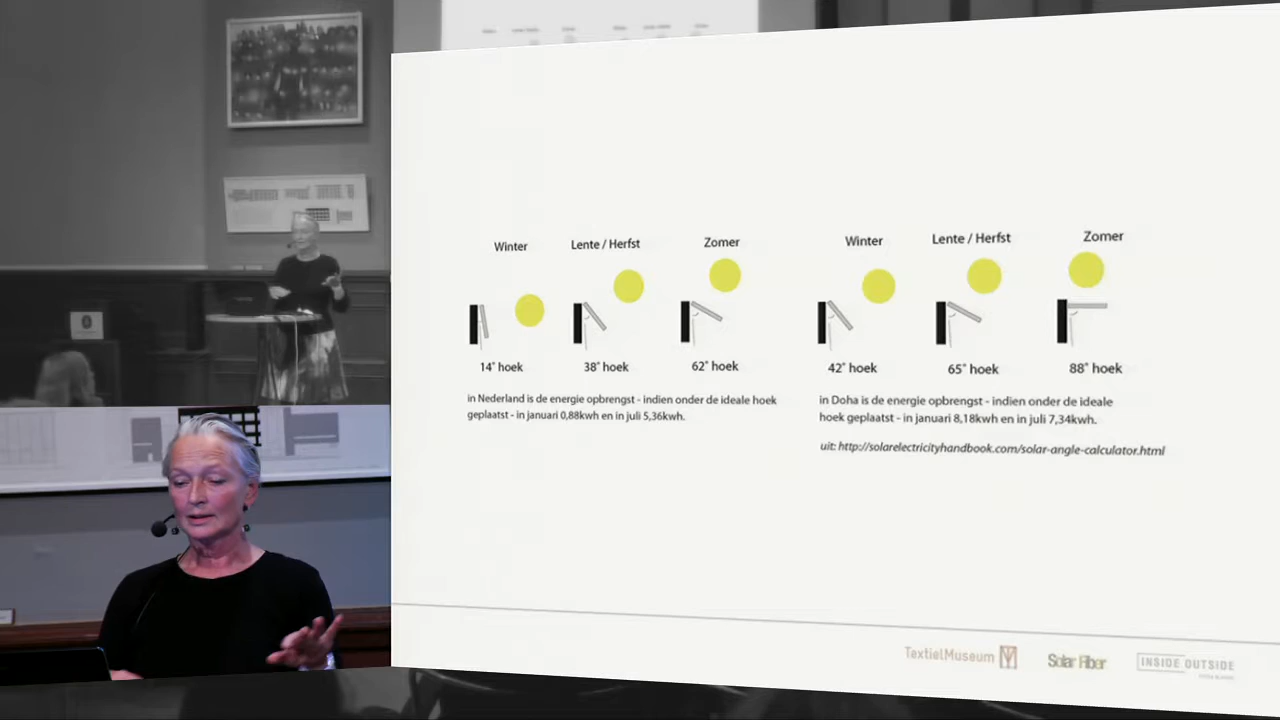 Winter
Lente / Herfst
Zomer
14° hoek
38° hoek
62° hoek
in Nederland is de energie opbrengst - indien onder de ideale hoek
geplaatst - in januari 0,88kwh en in juli 5,36kwh.
Winter
Lente / Herfst
Zomer
42° hoek
65° hoek
88° hoek
in Doha is de energie opbrengst - indien onder de ideale
hoek geplaatst - in januari 8,18kwh en in juli 7,34kwh.
uit: http://solarelectricityhandbook.com/solar-angle-calculator.html
TextielMuseum
Solar Fiber
INSIDE OUTSIDE